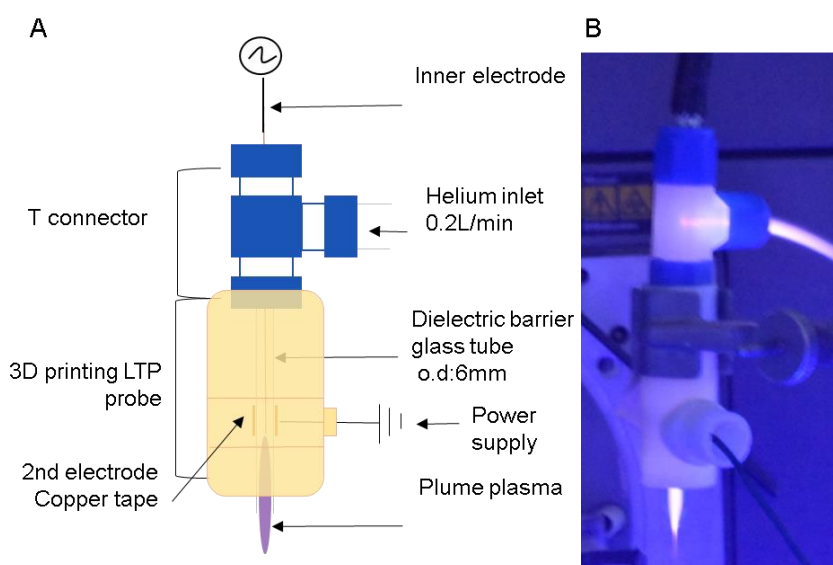 A
B
Inner electrode
T connector
Helium inlet
0.2L/min
3D printing LTP
probe
Dielectric barrier
glass tube
o.d:6mm
Power
supply
2nd electrode
Copper tape
Plume plasma